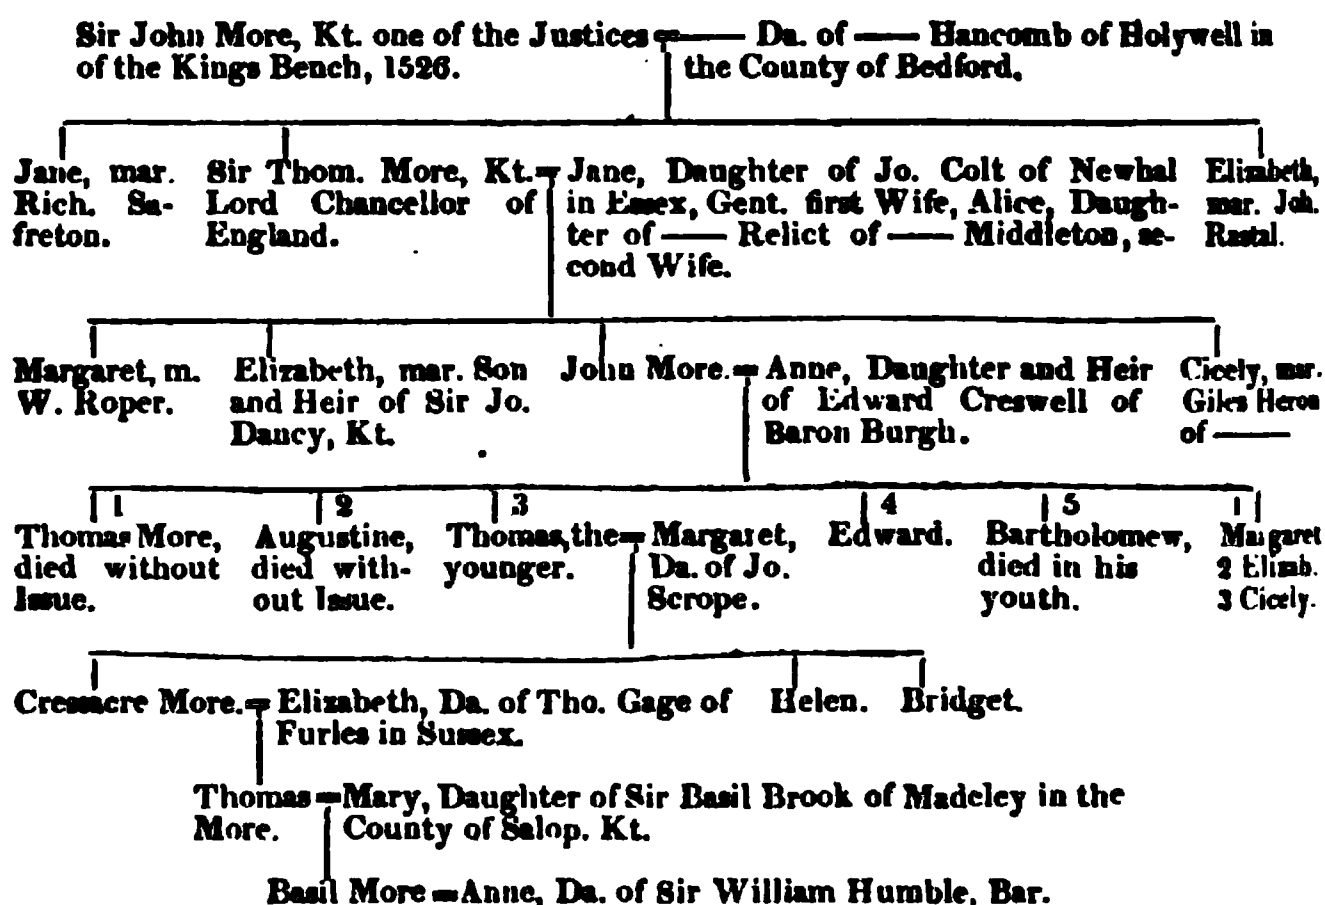 Sir John More, Kt. one of the Justices = —— Da. of —— Hancomb of Holywell in
of the Kings Bench, 1526. the County of Bedford.
Jane, mar.
Rich. Sa-
freton.
Sir Thom. More, Kt. =
Lord Chancellor of
England.
Jane, Daughter of Jo. Colt of Newhal
in Essex, Gent. first Wife, Alice, Daugh-
ter of —— Relict of —— Middleton, se-
cond Wife.
Elizabeth,
mar. Joh.
Rastal.
Margaret, m.
W. Roper.
Elizabeth, mar. Son
and Heir of Sir Jo.
Dancy, Kt.
John More. =
Anne, Daughter and Heir
of Edward Creswell of
Baron Burgh.
Cicely, mar.
Giles Heron
of ——
1
Thomas More,
died without
Issue.
2
Augustine,
died with-
out Issue.
3
Thomas, the =
younger.
Margaret,
Da. of Jo.
Scrope.
4
Edward.
5
Bartholomew,
died in his
youth.
1
Margaret
2 Elizab.
3 Cicely.
Cressacre More. = Elizabeth, Da. of Tho. Gage of
Furles in Sussex.
Helen.
Bridget.
Thomas = Mary, Daughter of Sir Basil Brook of Madeley in the
More. County of Salop. Kt.
Basil More = Anne, Da. of Sir William Humble, Bar.